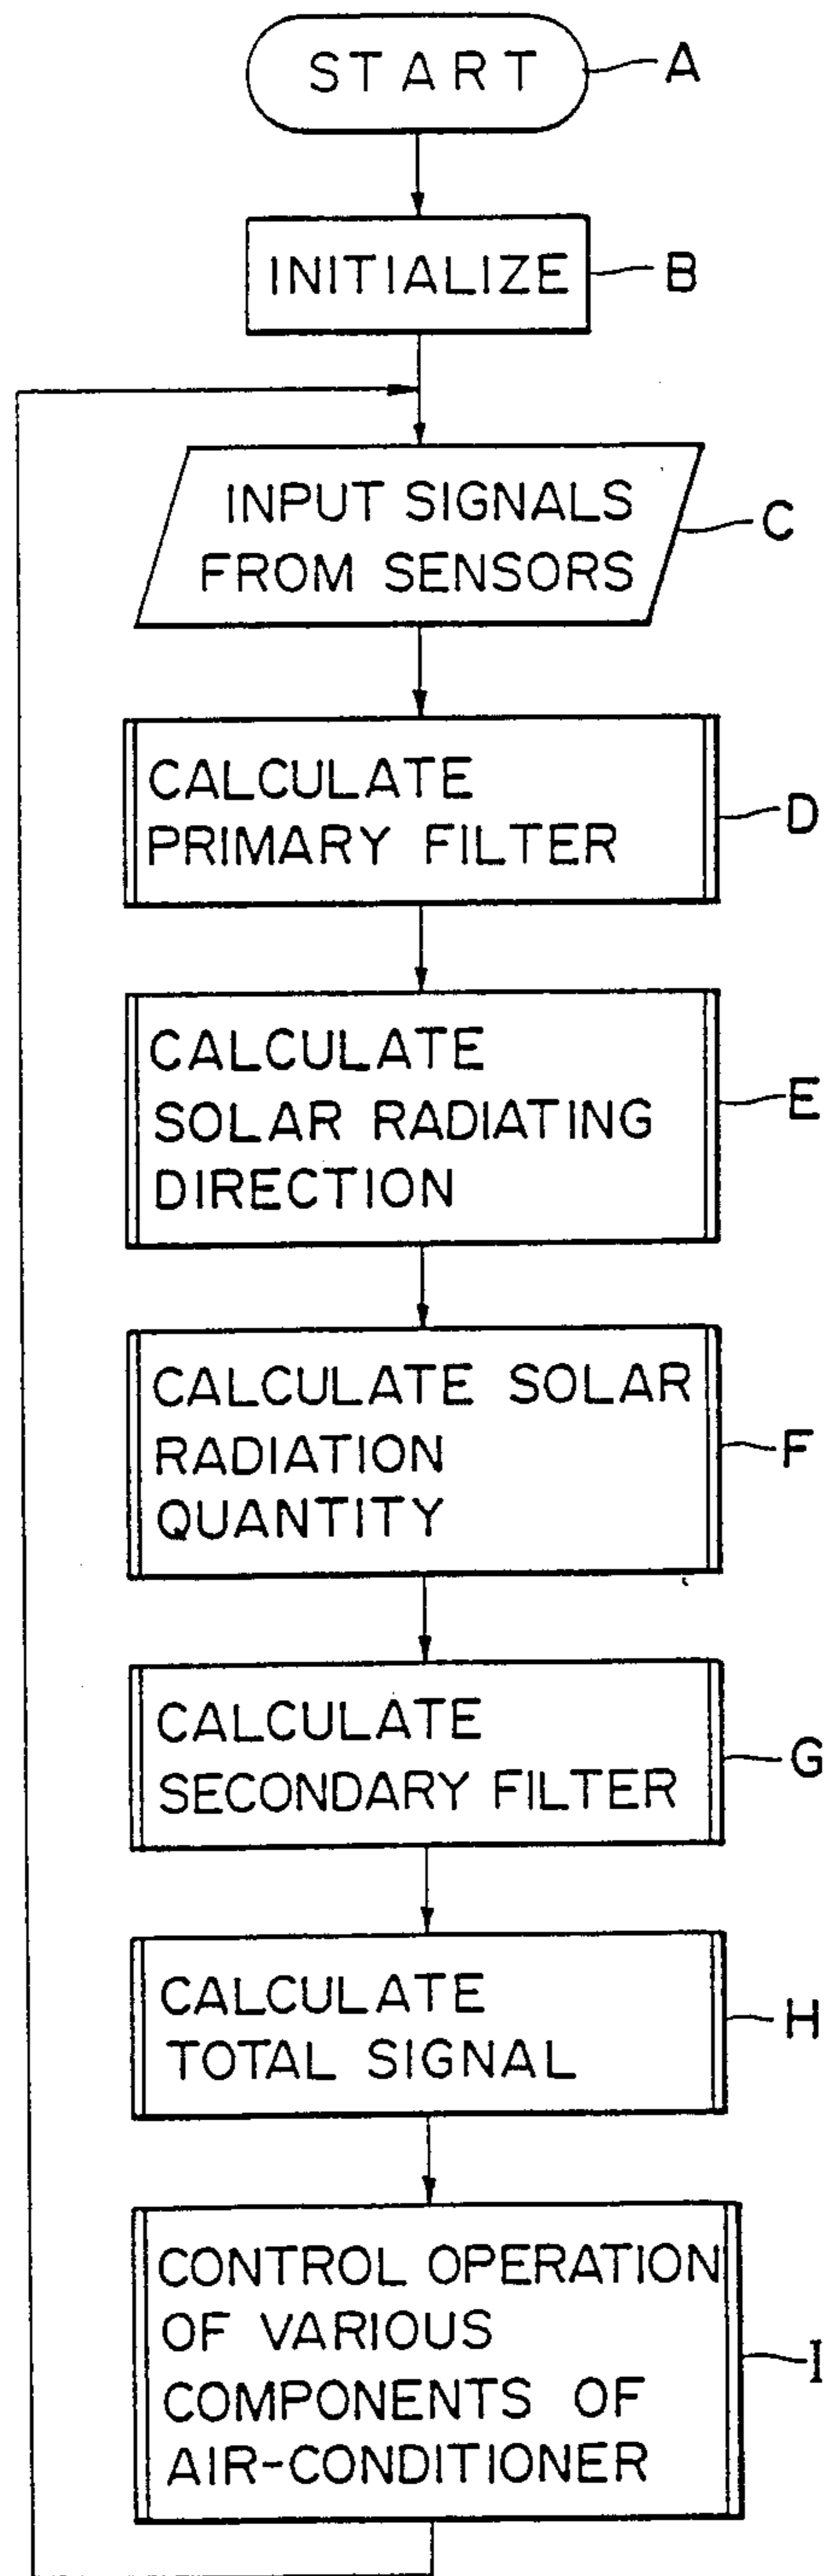 START
A
INITIALIZE
B
INPUT SIGNALS
FROM SENSORS
C
CALCULATE
PRIMARY FILTER
D
CALCULATE
SOLAR RADIATING
DIRECTION
E
CALCULATE SOLAR
RADIATION
QUANTITY
F
CALCULATE
SECONDARY FILTER
G
CALCULATE
TOTAL SIGNAL
H
CONTROL OPERATION
OF VARIOUS
COMPONENTS OF
AIR-CONDITIONER
I